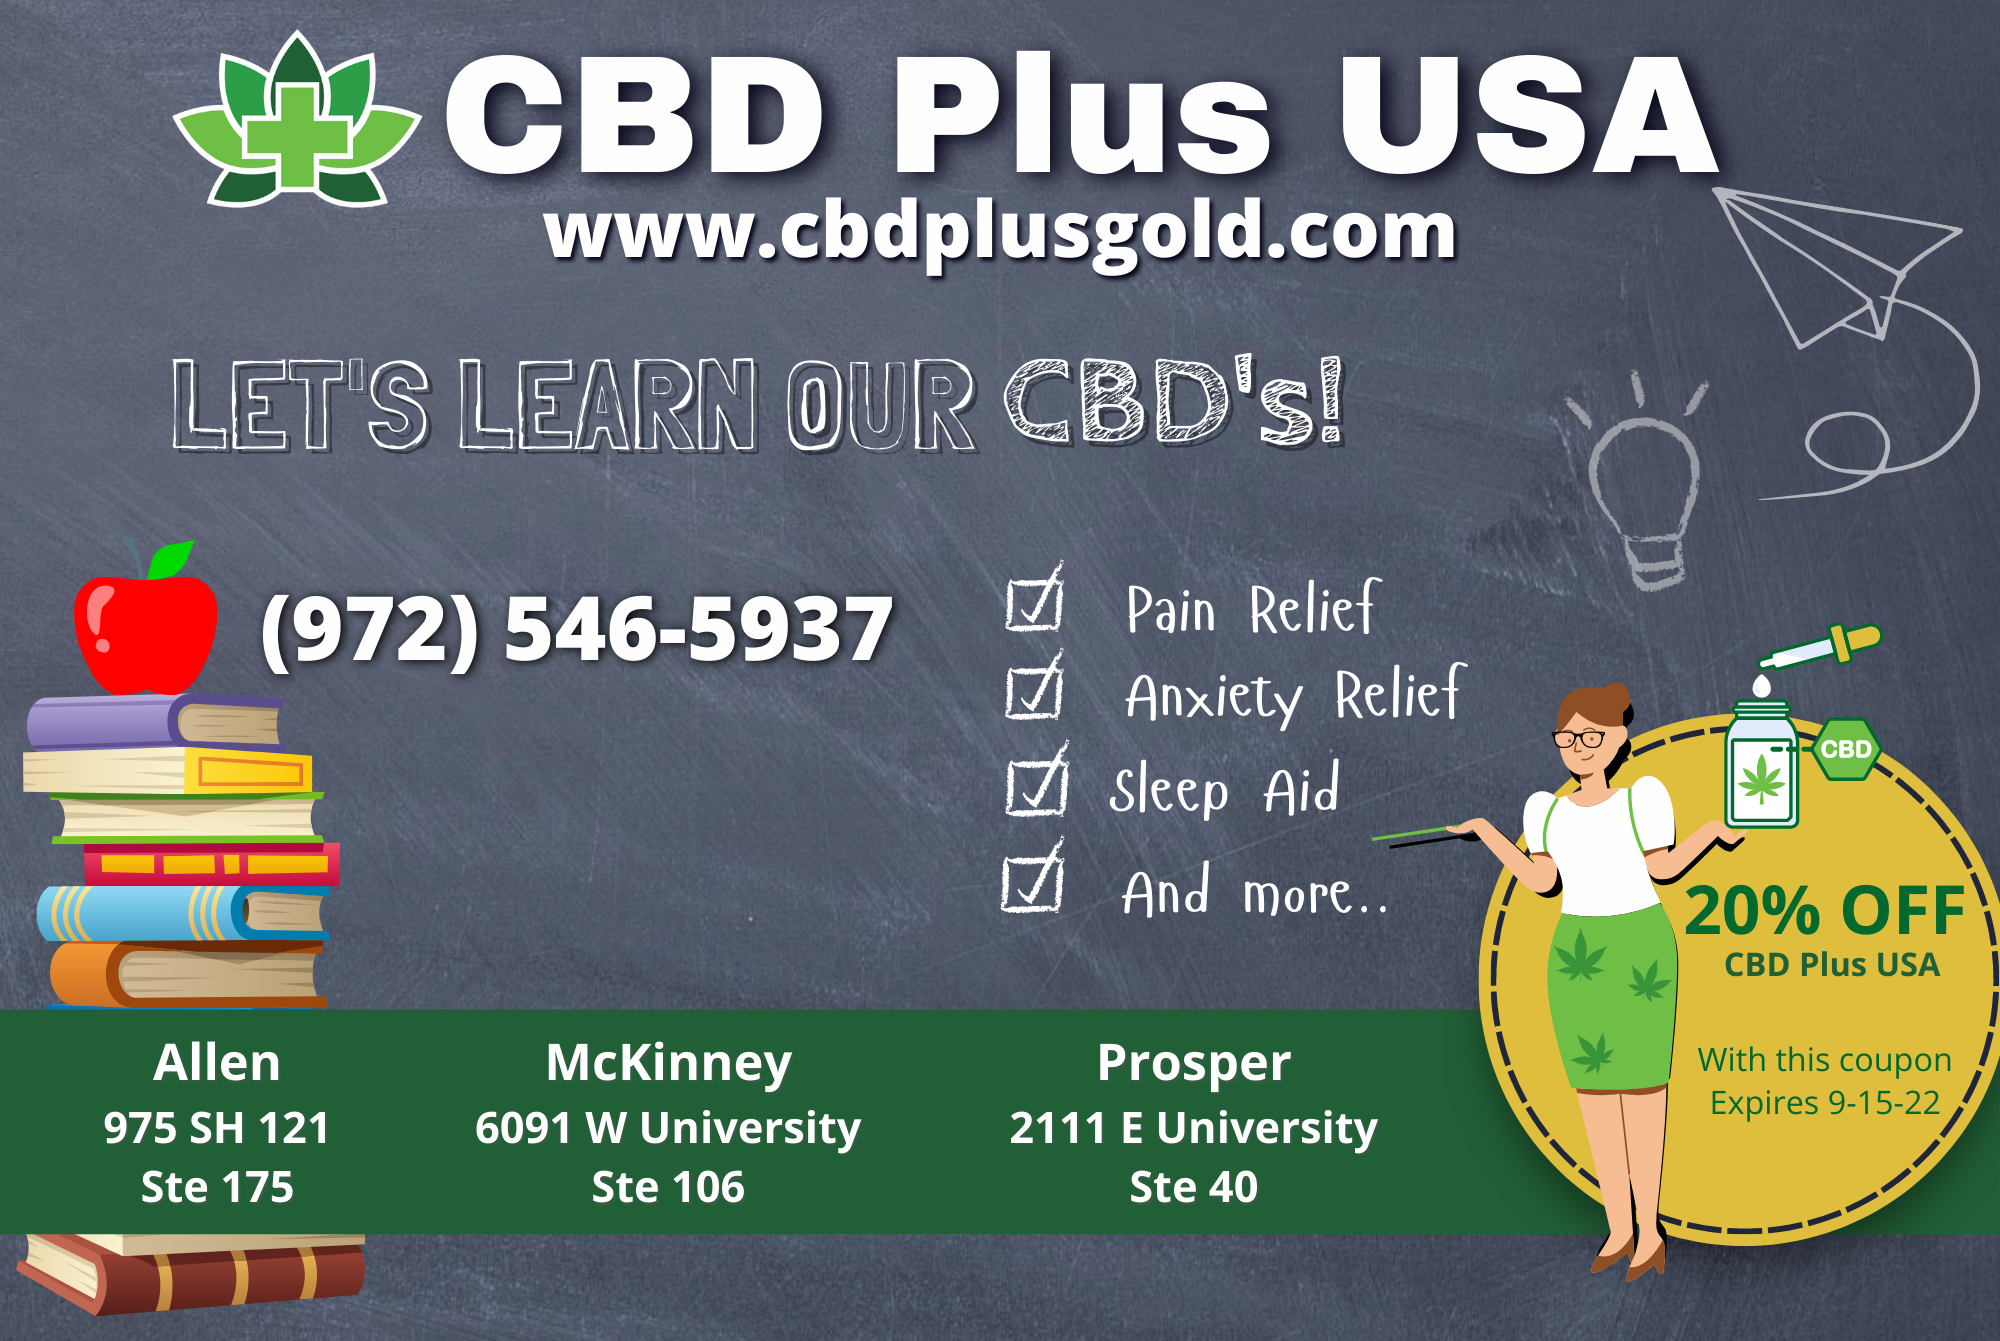 CBD Plus USA
www.cbdplusgold.com
LET'S LEARN OUR CBD's!
(972) 546-5937
Pain Relief
Anxiety Relief
Sleep Aid
And more..
CBD
20% OFF
CBD Plus USA
With this coupon
Expires 9-15-22
Allen
975 SH 121
Ste 175
McKinney
6091 W University
Ste 106
Prosper
2111 E University
Ste 40